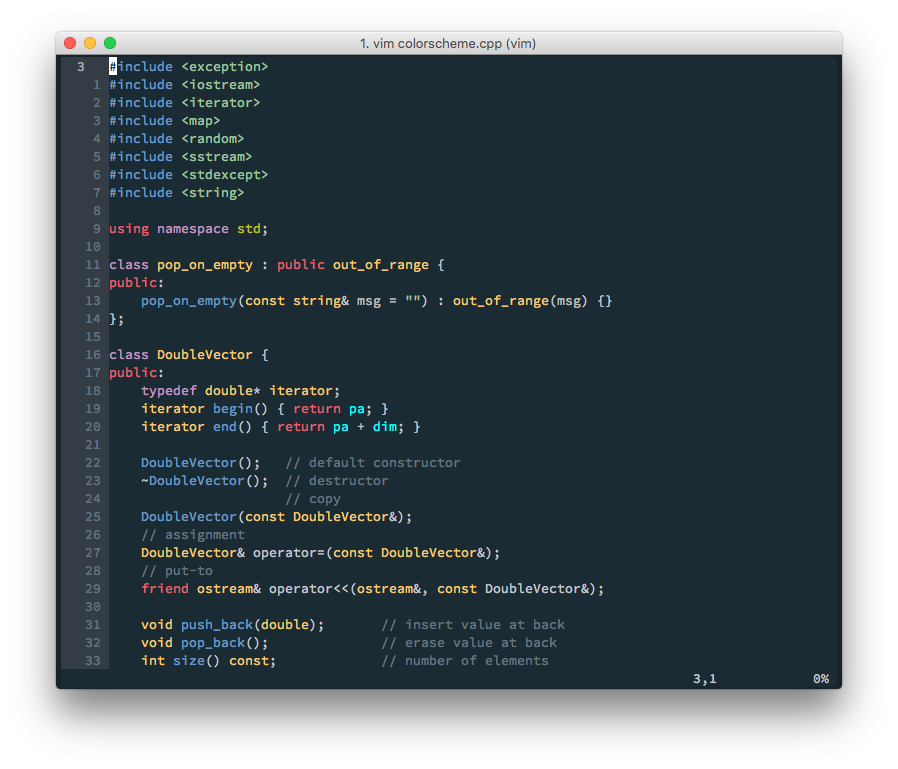 1. vim colorscheme.cpp (vim)
3 #include <exception>
1 #include <iostream>
2 #include <iterator>
3 #include <map>
4 #include <random>
5 #include <sstream>
6 #include <stdexcept>
7 #include <string>
8
9 using namespace std;
10
11 class pop_on_empty : public out_of_range {
12 public:
13     pop_on_empty(const string& msg = "") : out_of_range(msg) {}
14 };
15
16 class DoubleVector {
17 public:
18     typedef double* iterator;
19     iterator begin() { return pa; }
20     iterator end() { return pa + dim; }
21
22     DoubleVector();   // default constructor
23     ~DoubleVector();  // destructor
24                       // copy
25     DoubleVector(const DoubleVector&);
26     // assignment
27     DoubleVector& operator=(const DoubleVector&);
28     // put-to
29     friend ostream& operator<<(ostream&, const DoubleVector&);
30
31     void push_back(double);       // insert value at back
32     void pop_back();              // erase value at back
33     int size() const;             // number of elements
3,1 0%